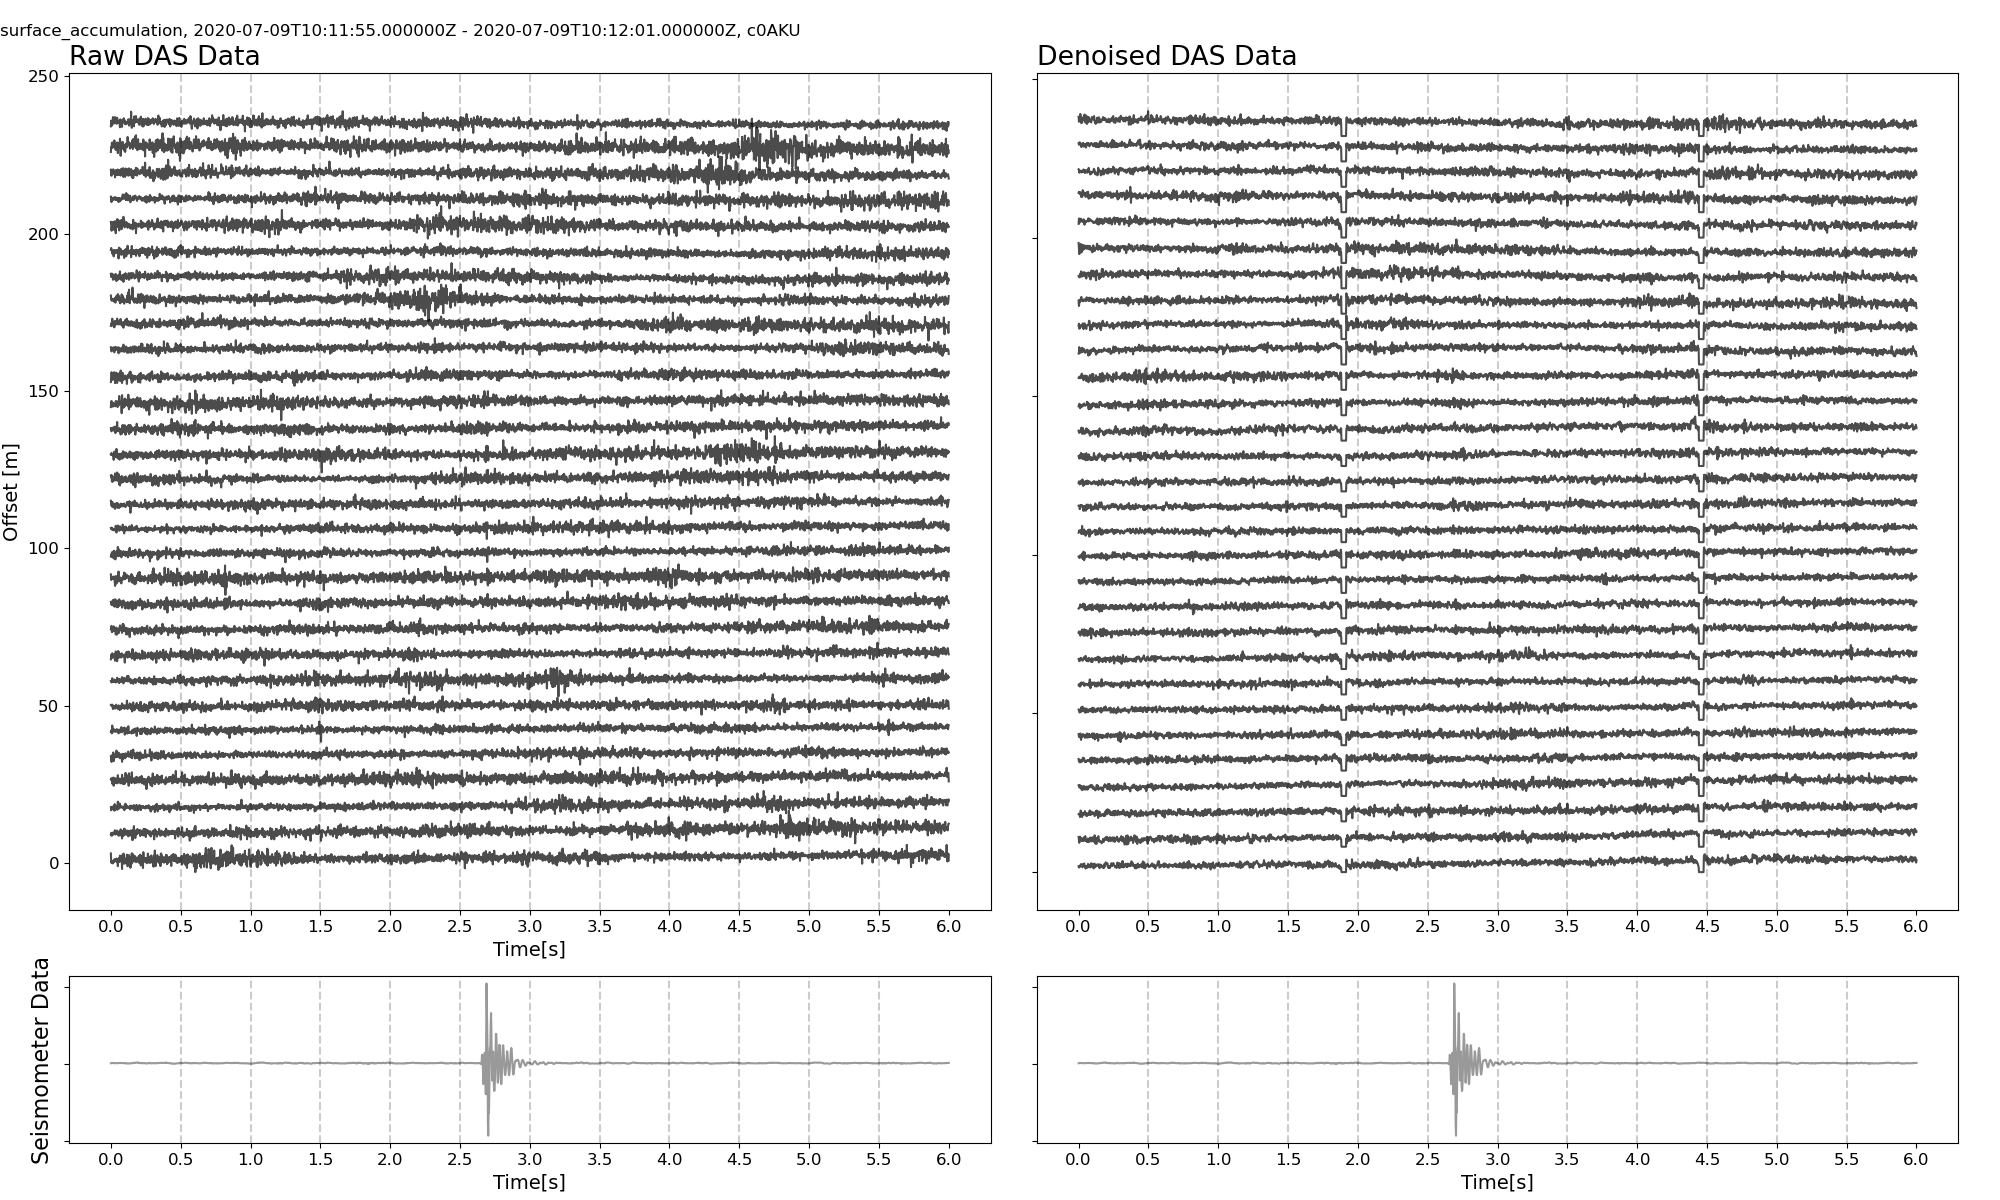 surface_accumulation, 2020-07-09T10:11:55.000000Z - 2020-07-09T10:12:01.000000Z, c0AKU
Raw DAS Data
Denoised DAS Data
250
200
150
100
50
0
Offset [m]
0.0 0.5 1.0 1.5 2.0 2.5 3.0 3.5 4.0 4.5 5.0 5.5 6.0
Time[s]
0.0 0.5 1.0 1.5 2.0 2.5 3.0 3.5 4.0 4.5 5.0 5.5 6.0
Seismometer Data
0.0 0.5 1.0 1.5 2.0 2.5 3.0 3.5 4.0 4.5 5.0 5.5 6.0
Time[s]
0.0 0.5 1.0 1.5 2.0 2.5 3.0 3.5 4.0 4.5 5.0 5.5 6.0
Time[s]